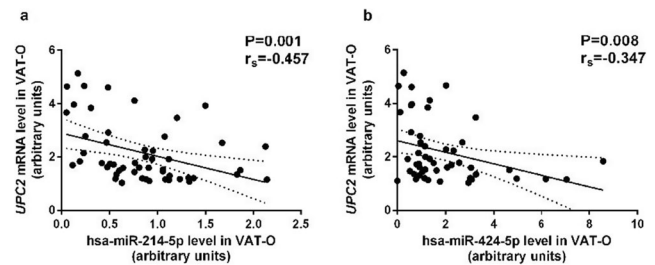 a
P=0.001
rs=-0.457
UPC2 mRNA level in VAT-O
(arbitrary units)
6
4
2
0
0.0 0.5 1.0 1.5 2.0 2.5
hsa-miR-214-5p level in VAT-O
(arbitrary units)
b
P=0.008
rs=-0.347
UPC2 mRNA level in VAT-O
(arbitrary units)
6
4
2
0
0 2 4 6 8 10
hsa-miR-424-5p level in VAT-O
(arbitrary units)